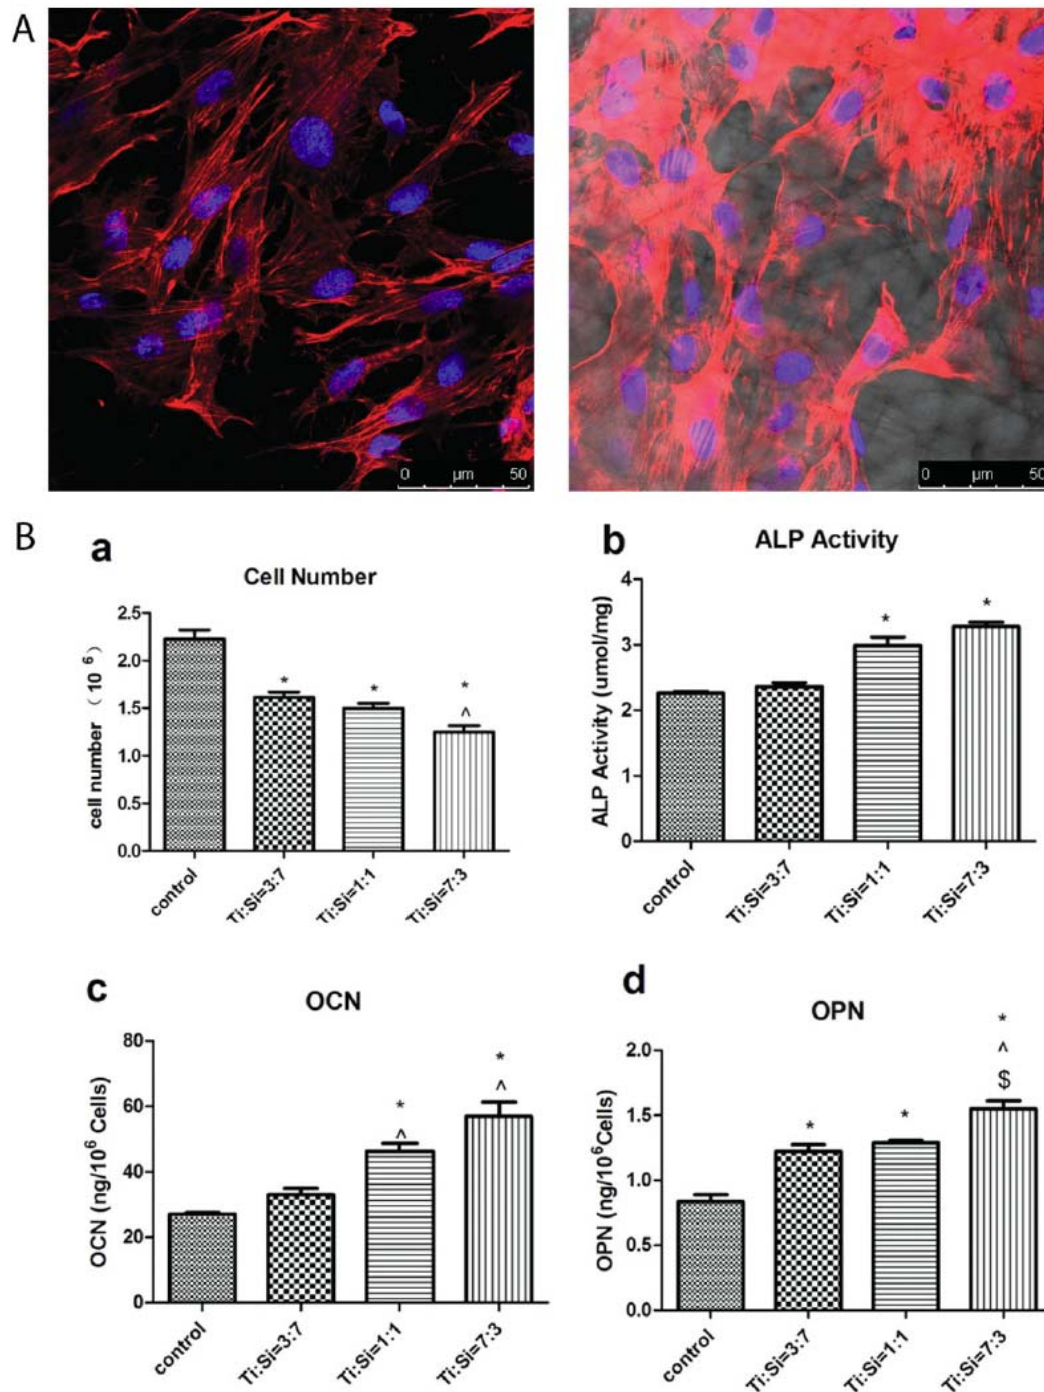 A
0 µm 50
0 µm 50
B
a
Cell Number
cell number （ 10 6）
2.5
2.0
1.5
1.0
0.5
0.0
*
*
*
^
control
Ti:Si=3:7
Ti:Si=1:1
Ti:Si=7:3
b
ALP Activity
ALP Activity (umol/mg)
4
3
2
1
0
*
*
control
Ti:Si=3:7
Ti:Si=1:1
Ti:Si=7:3
c
OCN
OCN (ng/10⁶ Cells)
80
60
40
20
0
*
^
*
^
control
Ti:Si=3:7
Ti:Si=1:1
Ti:Si=7:3
d
OPN
OPN (ng/10⁶Cells)
2.0
1.5
1.0
0.5
0.0
*
*
*
^
$
control
Ti:Si=3:7
Ti:Si=1:1
Ti:Si=7:3